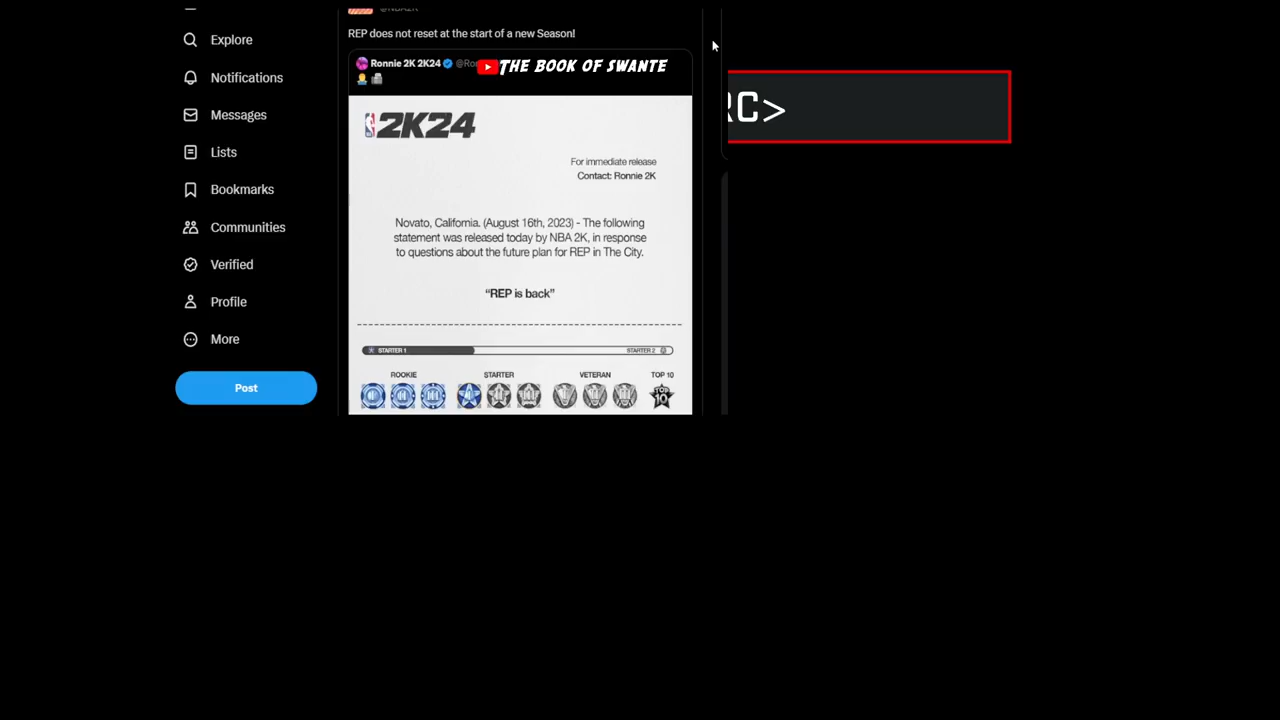 Explore
Notifications
Messages
Lists
Bookmarks
Communities
Verified
Profile
More
Post
@NBA2K
REP does not reset at the start of a new Season!
Ronnie 2K 2K24
THE BOOK OF SWANTE
2K24
For immediate release
Contact: Ronnie 2K
Novato, California. (August 16th, 2023) - The following
statement was released today by NBA 2K, in response
to questions about the future plan for REP in The City.
“REP is back”
STARTER 1
STARTER 2
ROOKIE STARTER VETERAN TOP 10
TOP 10
C>